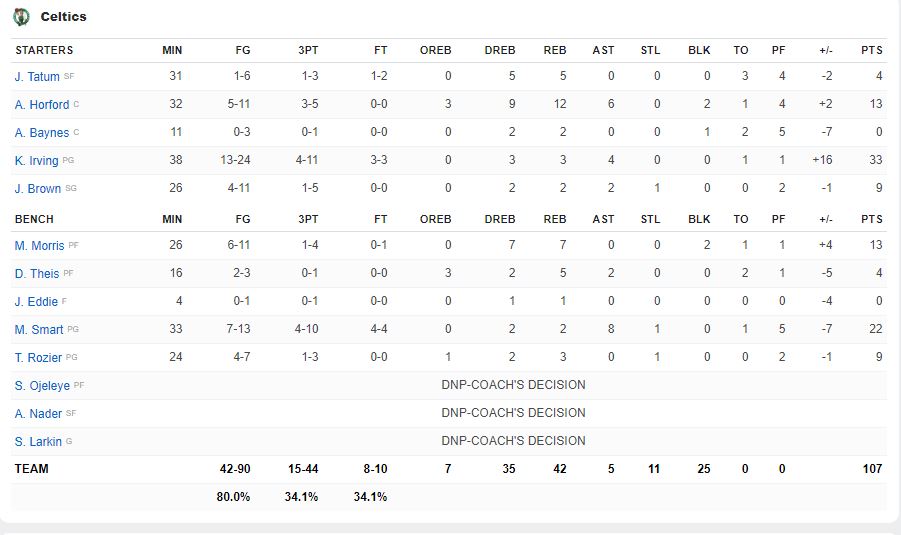 Celtics
STARTERS MIN FG 3PT FT OREB DREB REB AST STL BLK TO PF +/- PTS
J. Tatum SF 31 1-6 1-3 1-2 0 5 5 0 0 0 3 4 -2 4
A. Horford C 32 5-11 3-5 0-0 3 9 12 6 0 2 1 4 +2 13
A. Baynes C 11 0-3 0-1 0-0 0 2 2 0 0 1 2 5 -7 0
K. Irving PG 38 13-24 4-11 3-3 0 3 3 4 0 0 1 1 +16 33
J. Brown SG 26 4-11 1-5 0-0 0 2 2 2 1 0 0 2 -1 9
BENCH MIN FG 3PT FT OREB DREB REB AST STL BLK TO PF +/- PTS
M. Morris PF 26 6-11 1-4 0-1 0 7 7 0 0 2 1 1 +4 13
D. Theis PF 16 2-3 0-1 0-0 3 2 5 2 0 0 2 1 -5 4
J. Eddie F 4 0-1 0-1 0-0 0 1 1 0 0 0 0 0 -4 0
M. Smart PG 33 7-13 4-10 4-4 0 2 2 8 1 0 1 5 -7 22
T. Rozier PG 24 4-7 1-3 0-0 1 2 3 0 1 0 0 2 -1 9
S. Ojeleye PF DNP-COACH'S DECISION
A. Nader SF DNP-COACH'S DECISION
S. Larkin G DNP-COACH'S DECISION
TEAM 42-90 15-44 8-10 7 35 42 5 11 25 0 0 107
80.0% 34.1% 34.1%